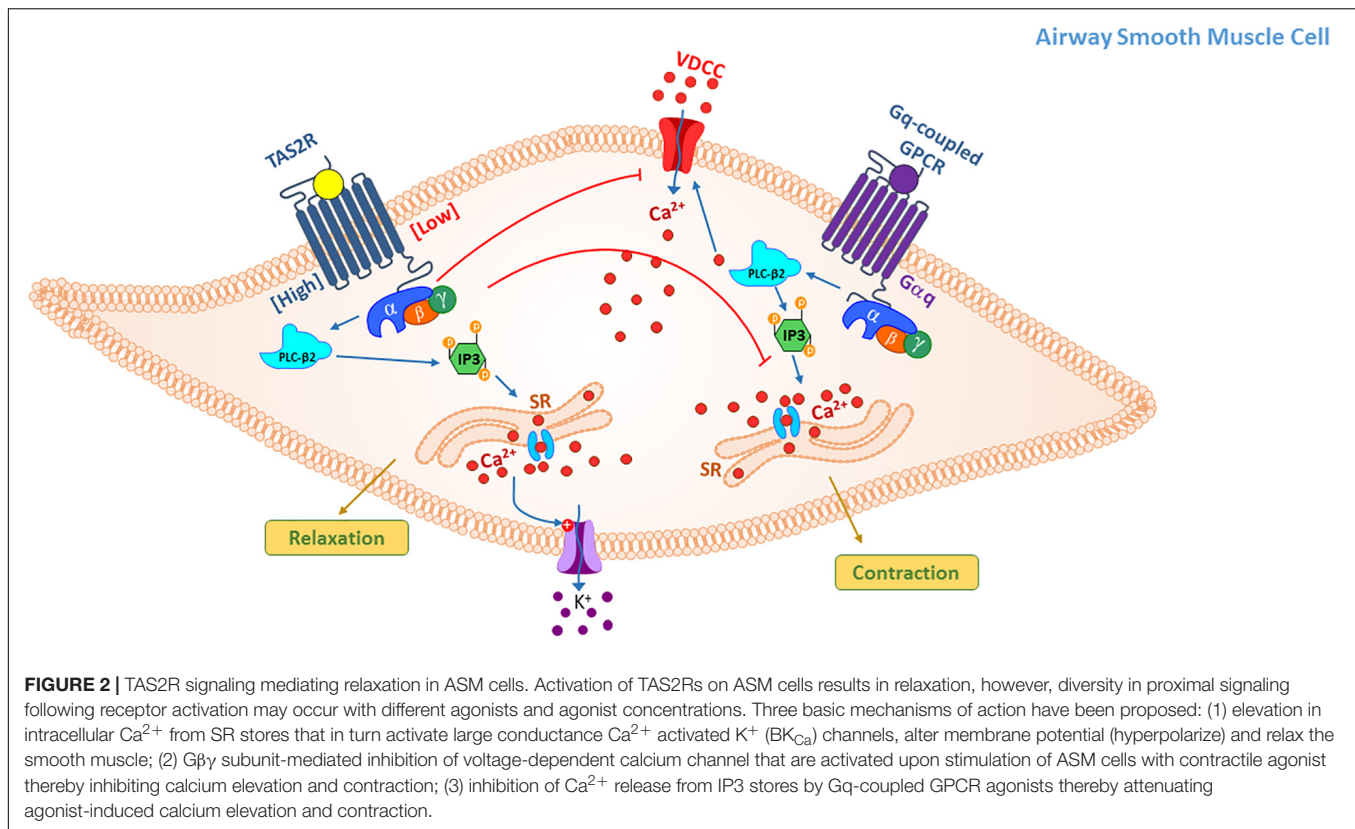 Airway Smooth Muscle Cell
VDCC
TAS2R
Gq-coupled
GPCR
[Low]
[High]
Ca²⁺
α
β
γ
PLC-β2
IP3
P
P
P
SR
Ca²⁺
Relaxation
K⁺
PLC-β2
Gαq
α
β
γ
P
P
P
IP3
Ca²⁺
SR
Contraction
+
FIGURE 2 | TAS2R signaling mediating relaxation in ASM cells. Activation of TAS2Rs on ASM cells results in relaxation, however, diversity in proximal signaling
following receptor activation may occur with different agonists and agonist concentrations. Three basic mechanisms of action have been proposed: (1) elevation in
intracellular Ca²⁺ from SR stores that in turn activate large conductance Ca²⁺ activated K⁺ (BK_Ca) channels, alter membrane potential (hyperpolarize) and relax the
smooth muscle; (2) Gβγ subunit-mediated inhibition of voltage-dependent calcium channel that are activated upon stimulation of ASM cells with contractile agonist
thereby inhibiting calcium elevation and contraction; (3) inhibition of Ca²⁺ release from IP3 stores by Gq-coupled GPCR agonists thereby attenuating
agonist-induced calcium elevation and contraction.